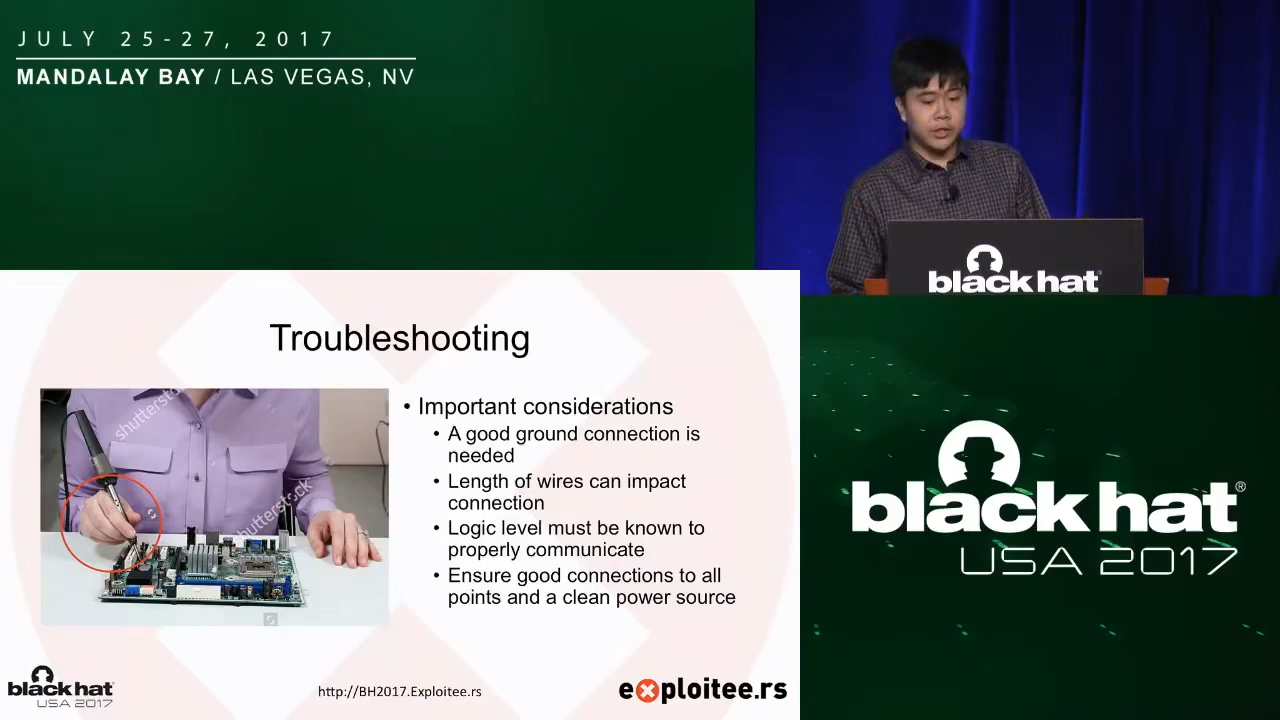 JULY 25-27, 2017
MANDALAY BAY / LAS VEGAS, NV
black hat
Troubleshooting
shutterstock
shutterstock
• Important considerations
• A good ground connection is
needed
• Length of wires can impact
connection
• Logic level must be known to
properly communicate
• Ensure good connections to all
points and a clean power source
black hat®
USA 2017
black hat
USA 2017
http://BH2017.Exploitee.rs
exploitee.rs